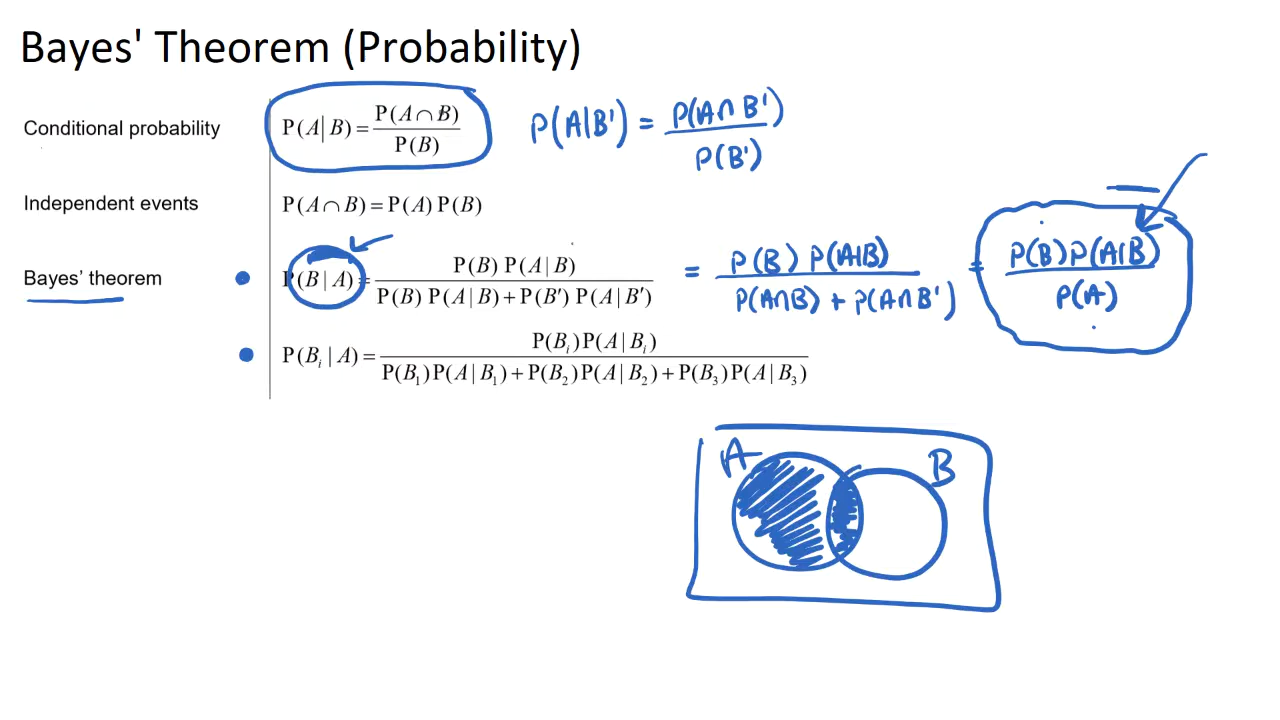 Bayes' Theorem (Probability)
Conditional probability P(A|B) = P(A∩B) / P(B) P(A|B') = P(A∩B') / P(B')
Independent events P(A∩B) = P(A) P(B)
Bayes' theorem P(B|A) = P(B) P(A|B) / P(B) P(A|B) + P(B′) P(A|B′) = P(B) P(A|B) / P(A∩B) + P(A∩B') = P(B)P(A|B) / P(A)
P(Bᵢ|A) = P(Bᵢ)P(A|Bᵢ) / P(B₁)P(A|B₁) + P(B₂)P(A|B₂) + P(B₃)P(A|B₃)
A B